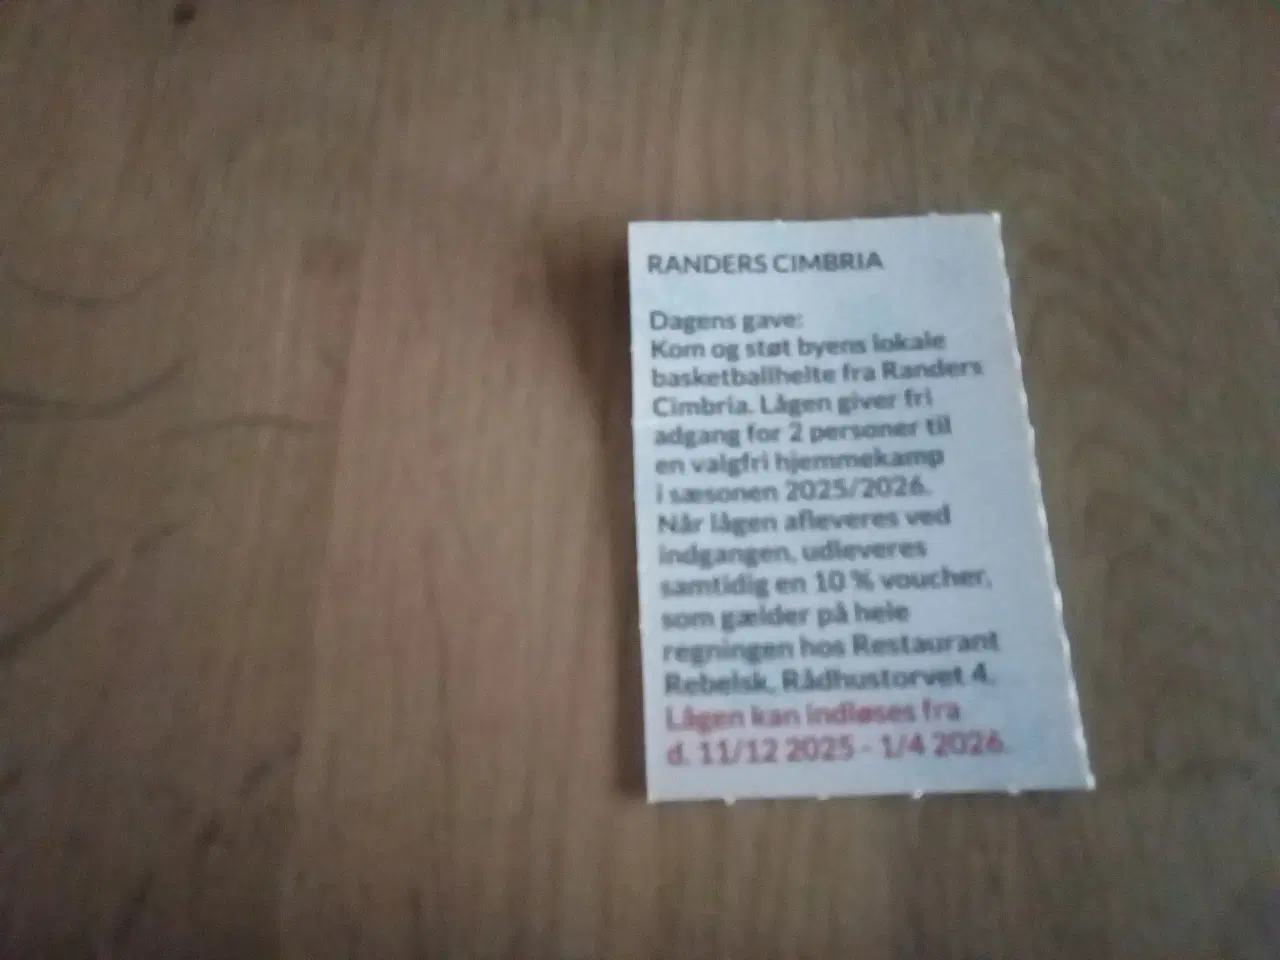 RANDERS CIMBRIA
Dagens gave:
Kom og støt byens lokale
basketballhelte fra Randers
Cimbria. Lågen giver fri
adgang for 2 personer til
en valgfri hjemmekamp
i sæsonen 2025/2026.
Når lågen afleveres ved
indgangen, udleveres
samtidig en 10 % voucher,
som gælder på hele
regningen hos Restaurant
Rebelsk, Rådhustorvet 4.
Lågen kan indløses fra
d. 11/12 2025 - 1/4 2026.